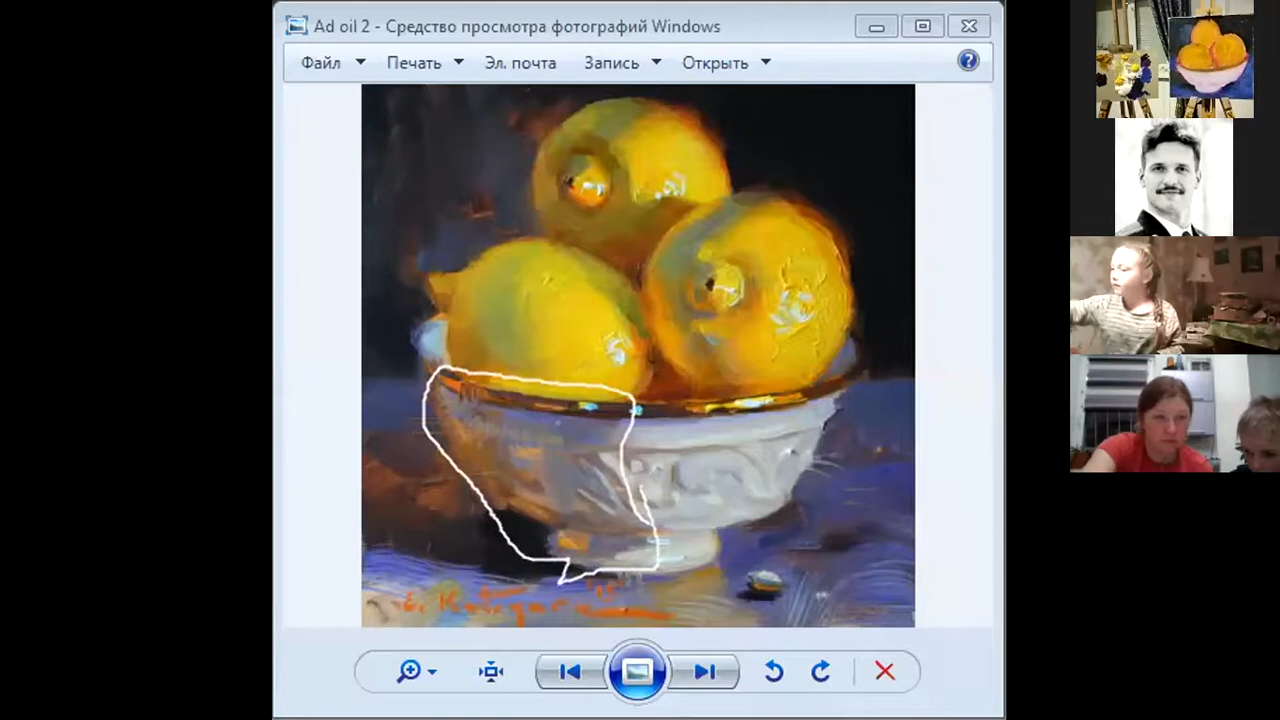 Ad oil 2 - Средство просмотра фотографий Windows
Файл Печать Эл. почта Запись Открыть